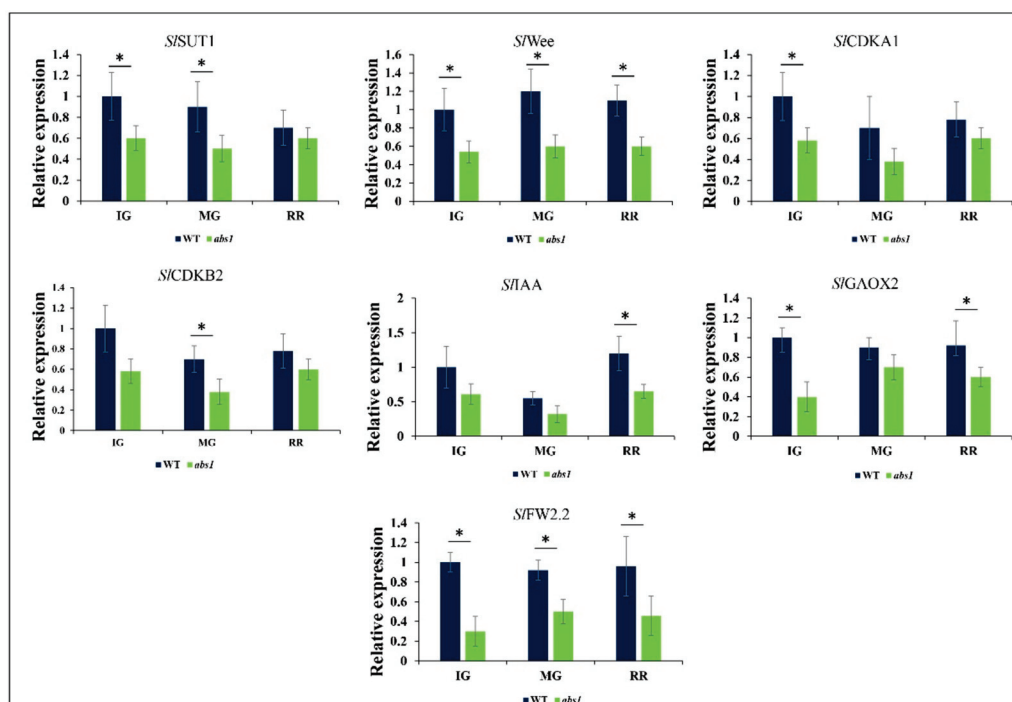 SlSUT1
Relative expression
1.4
1.2
1
0.8
0.6
0.4
0.2
0
*
*
IG
MG
RR
WT abs1
SlWee
Relative expression
1.6
1.4
1.2
1
0.8
0.6
0.4
0.2
0
*
*
*
IG
MG
RR
WT abs1
SlCDKA1
Relative expression
1.4
1.2
1
0.8
0.6
0.4
0.2
0
*
IG
MG
RR
WT abs1
SlCDKB2
Relative expression
1.4
1.2
1
0.8
0.6
0.4
0.2
0
*
IG
MG
RR
WT abs1
SlIAA
Relative expression
2
1.5
1
0.5
0
*
IG
MG
RR
WT abs1
SlGAOX2
Relative expression
1.4
1.2
1
0.8
0.6
0.4
0.2
0
*
*
IG
MG
RR
WT abs1
SlFW2.2
Relative expression
1.4
1.2
1
0.8
0.6
0.4
0.2
0
*
*
*
IG
MG
RR
WT abs1